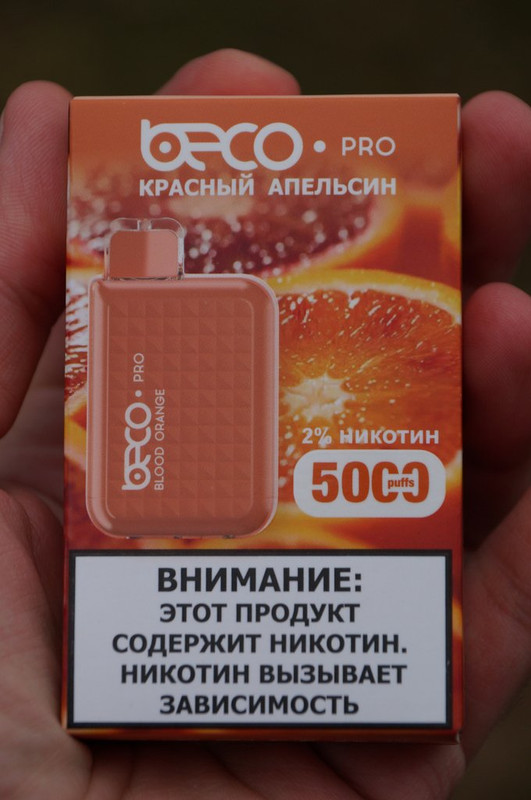 beco • PRO
КРАСНЫЙ АПЕЛЬСИН
beco • PRO
BLOOD ORANGE
2% НИКОТИН
5000 puffs
ВНИМАНИЕ:
ЭТОТ ПРОДУКТ
СОДЕРЖИТ НИКОТИН.
НИКОТИН ВЫЗЫВАЕТ
ЗАВИСИМОСТЬ